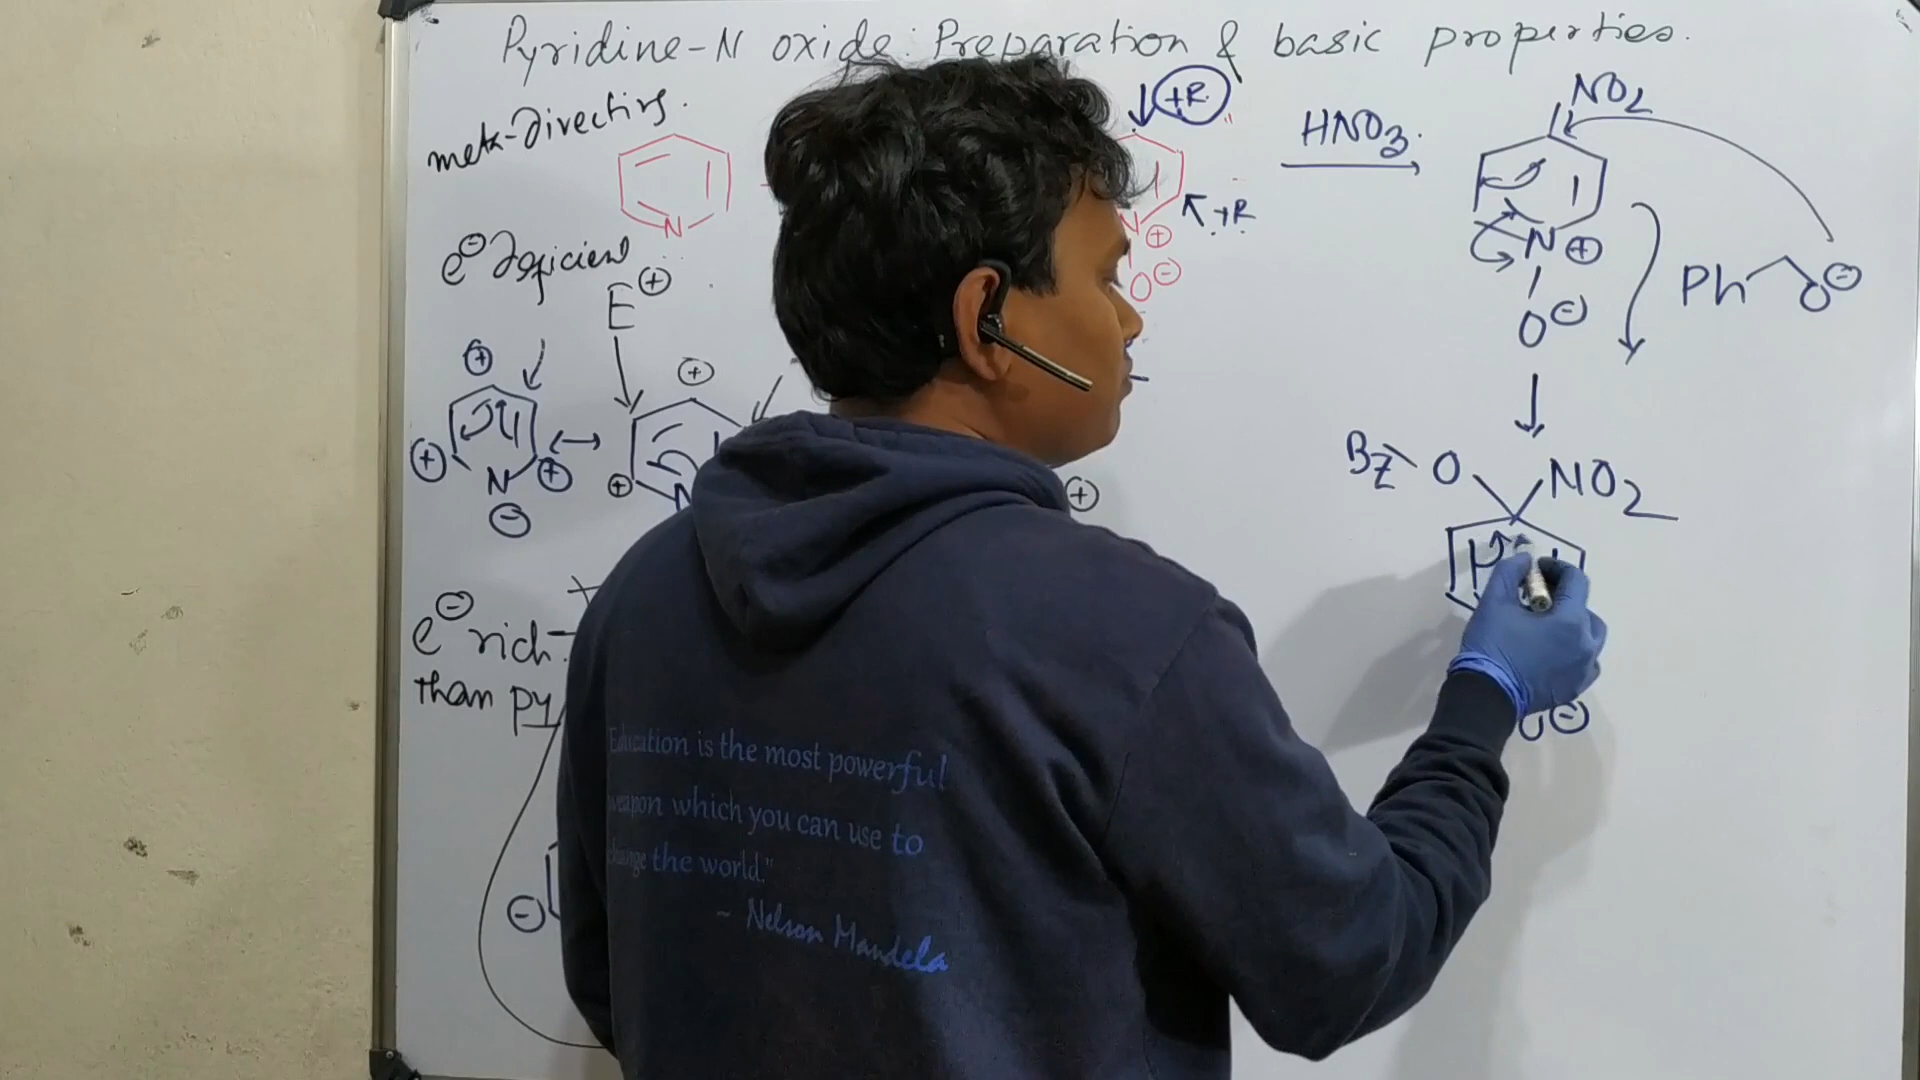 Pyridine-N oxide: Preparation & basic properties.
meta-directing.
N
+R
+R
N ⊕
O ⊖
HNO3.
NO2
N ⊕
O ⊖
Ph O ⊖
e⊖ deficient
E ⊕
⊕
⊕ N ⊕
⊖
⊕
⊕ N
⊕
Bz O NO2
e⊖ rich
than py
⊖
O ⊖
Education is the most powerful
weapon which you can use to
change the world."
- Nelson Mandela